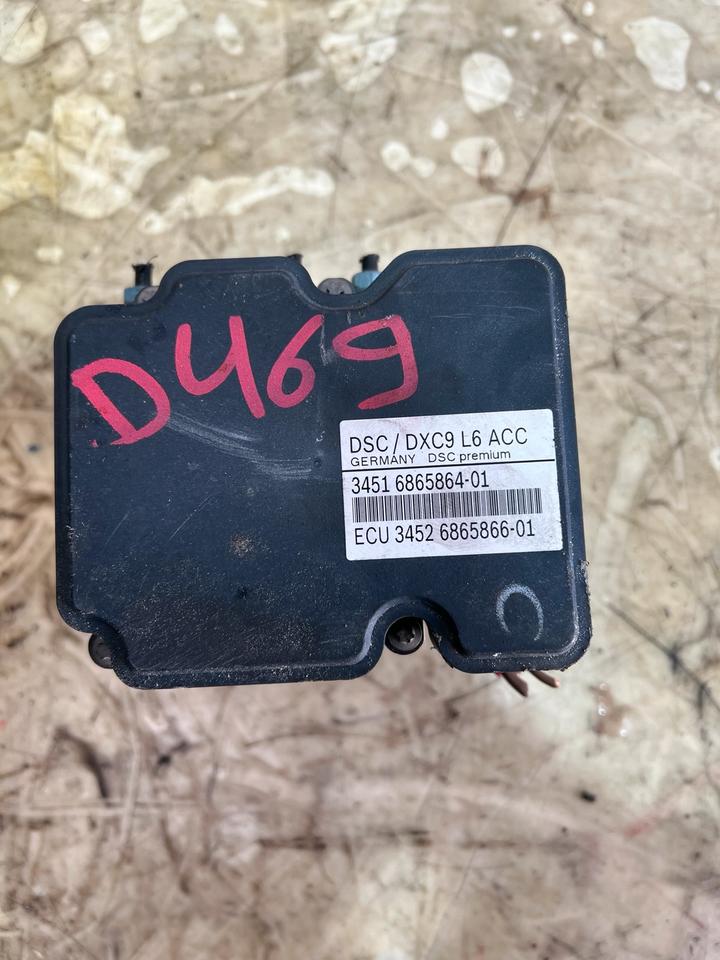 D469
DSC / DXC9 L6 ACC
GERMANY DSC premium
3451 6865864-01
ECU 3452 6865866-01